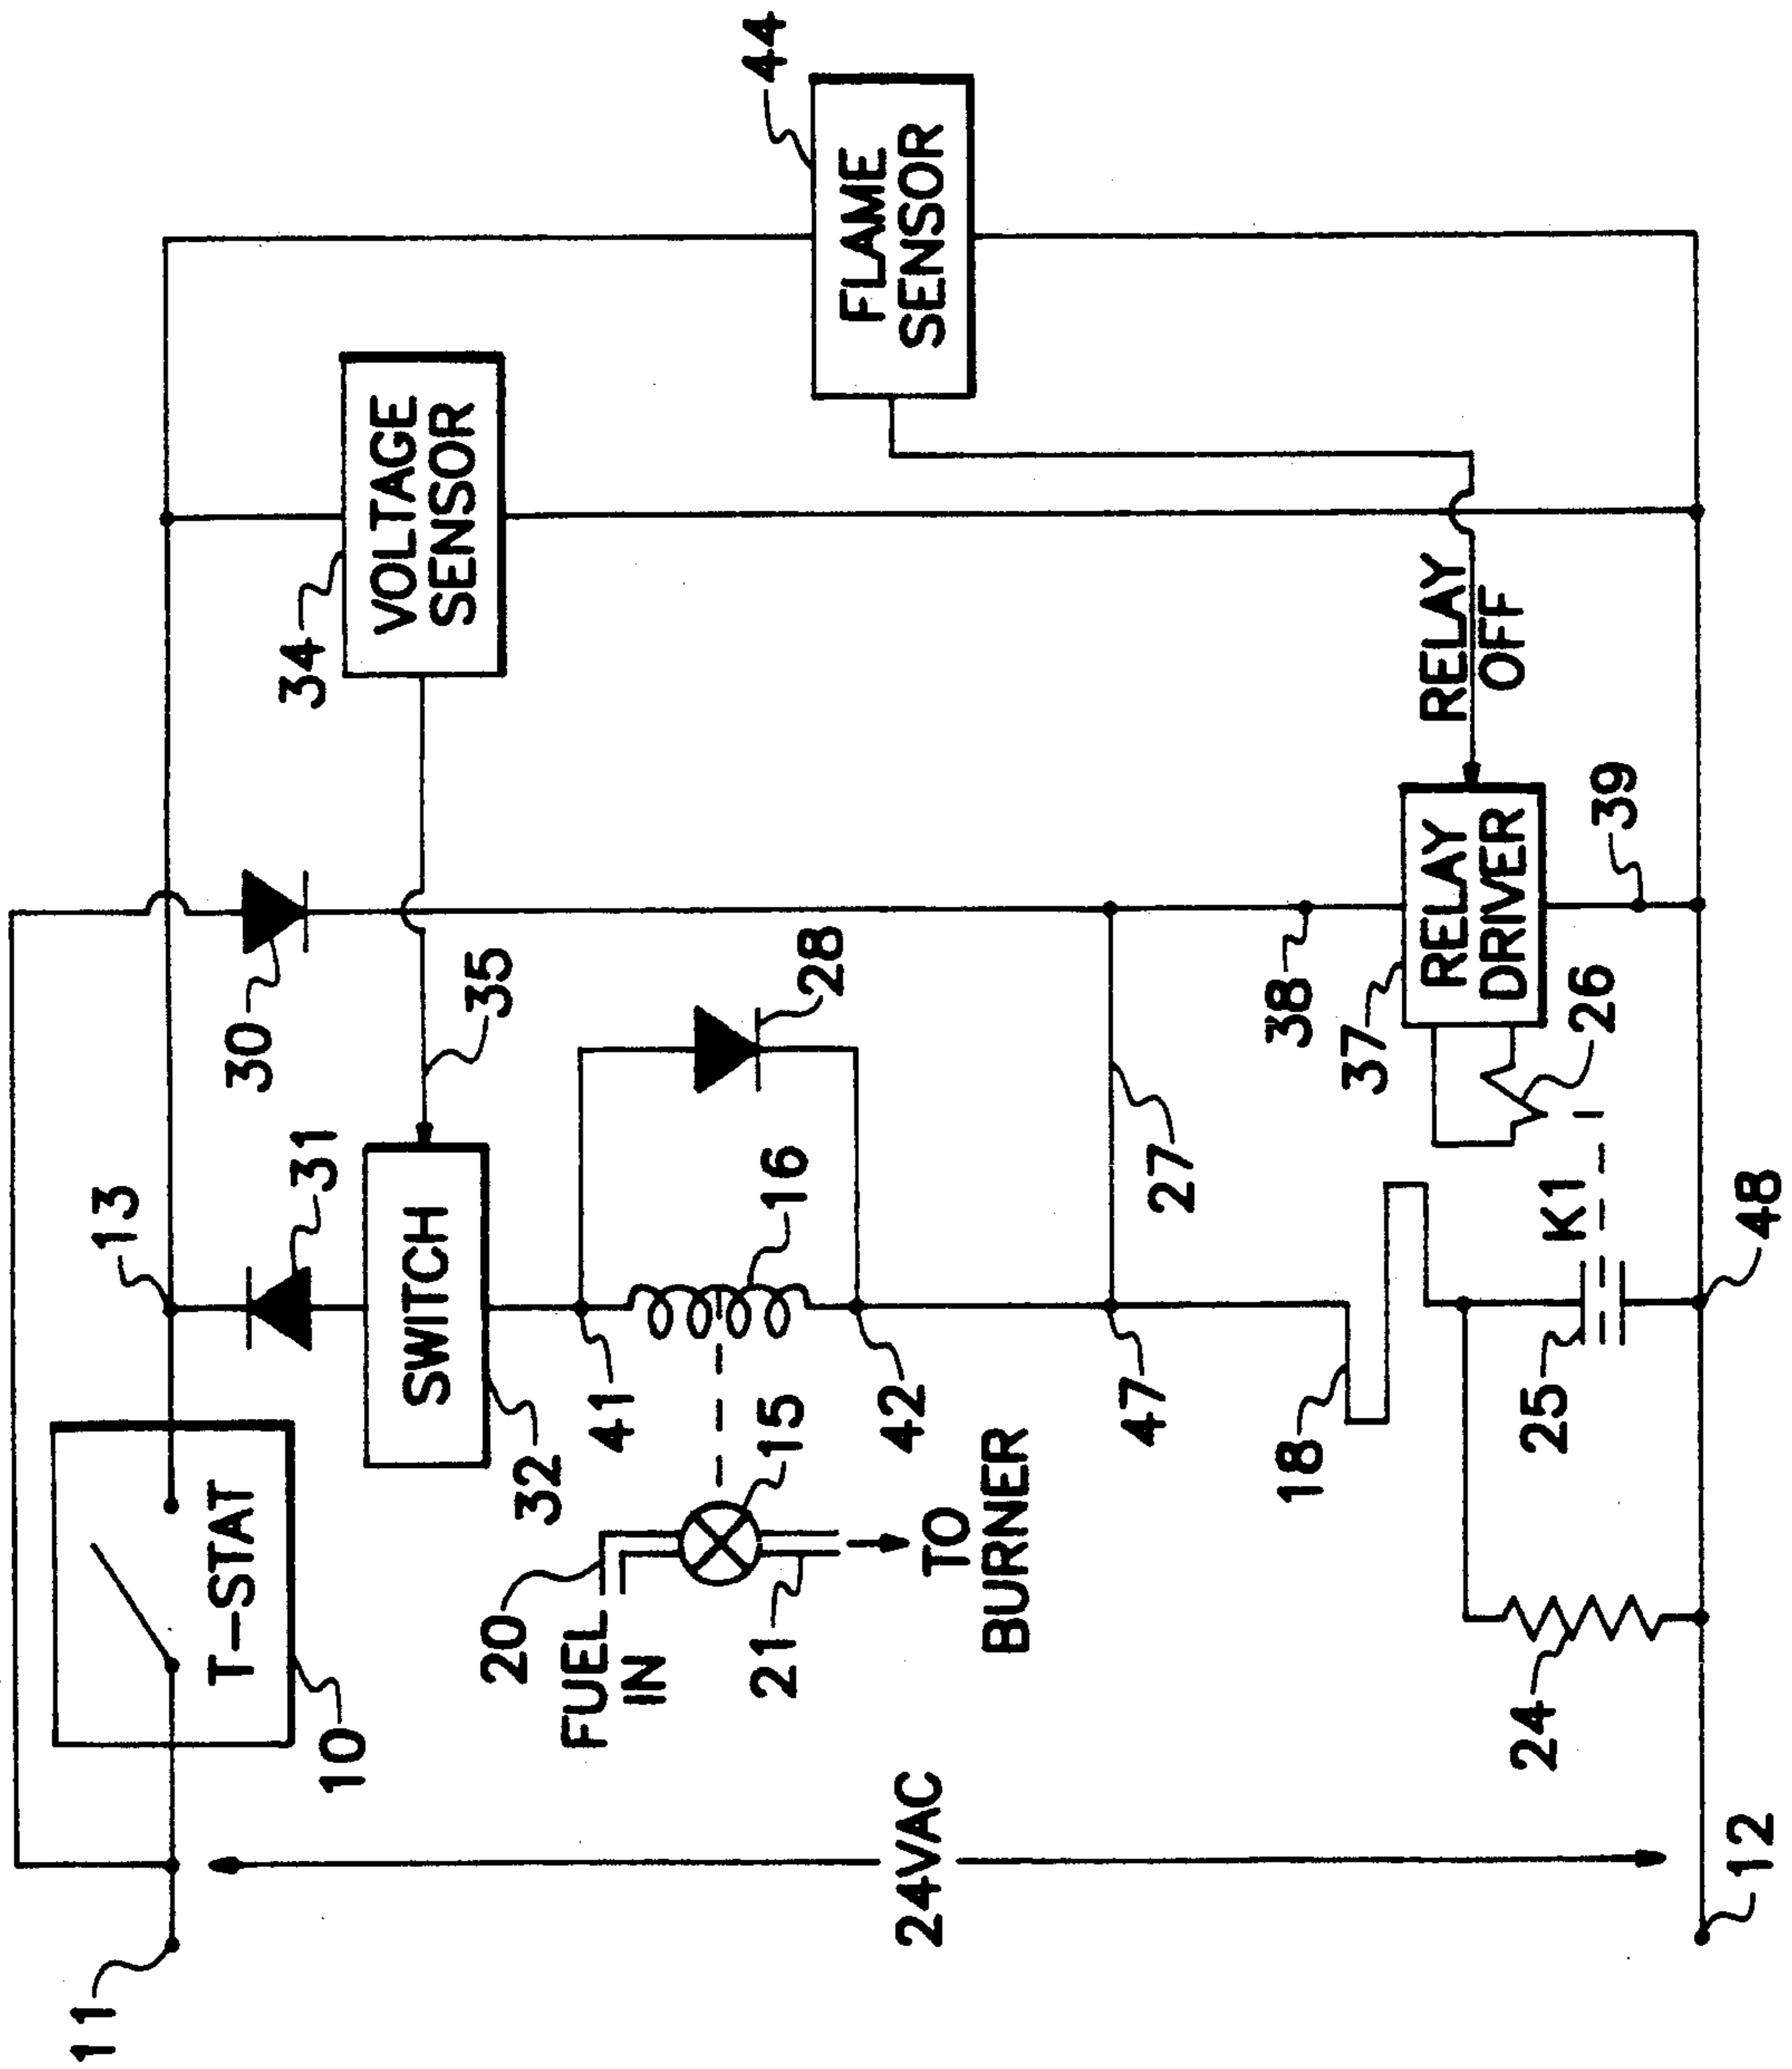 11
10
T-STAT
13
31
30
34
VOLTAGE
SENSOR
44
FLAME
SENSOR
SWITCH
32
35
20
FUEL
IN
21
TO
BURNER
15
16
41
42
28
24VAC
47
27
18
38
37
RELAY
DRIVER
RELAY
OFF
39
26
24
25
K1
48
12